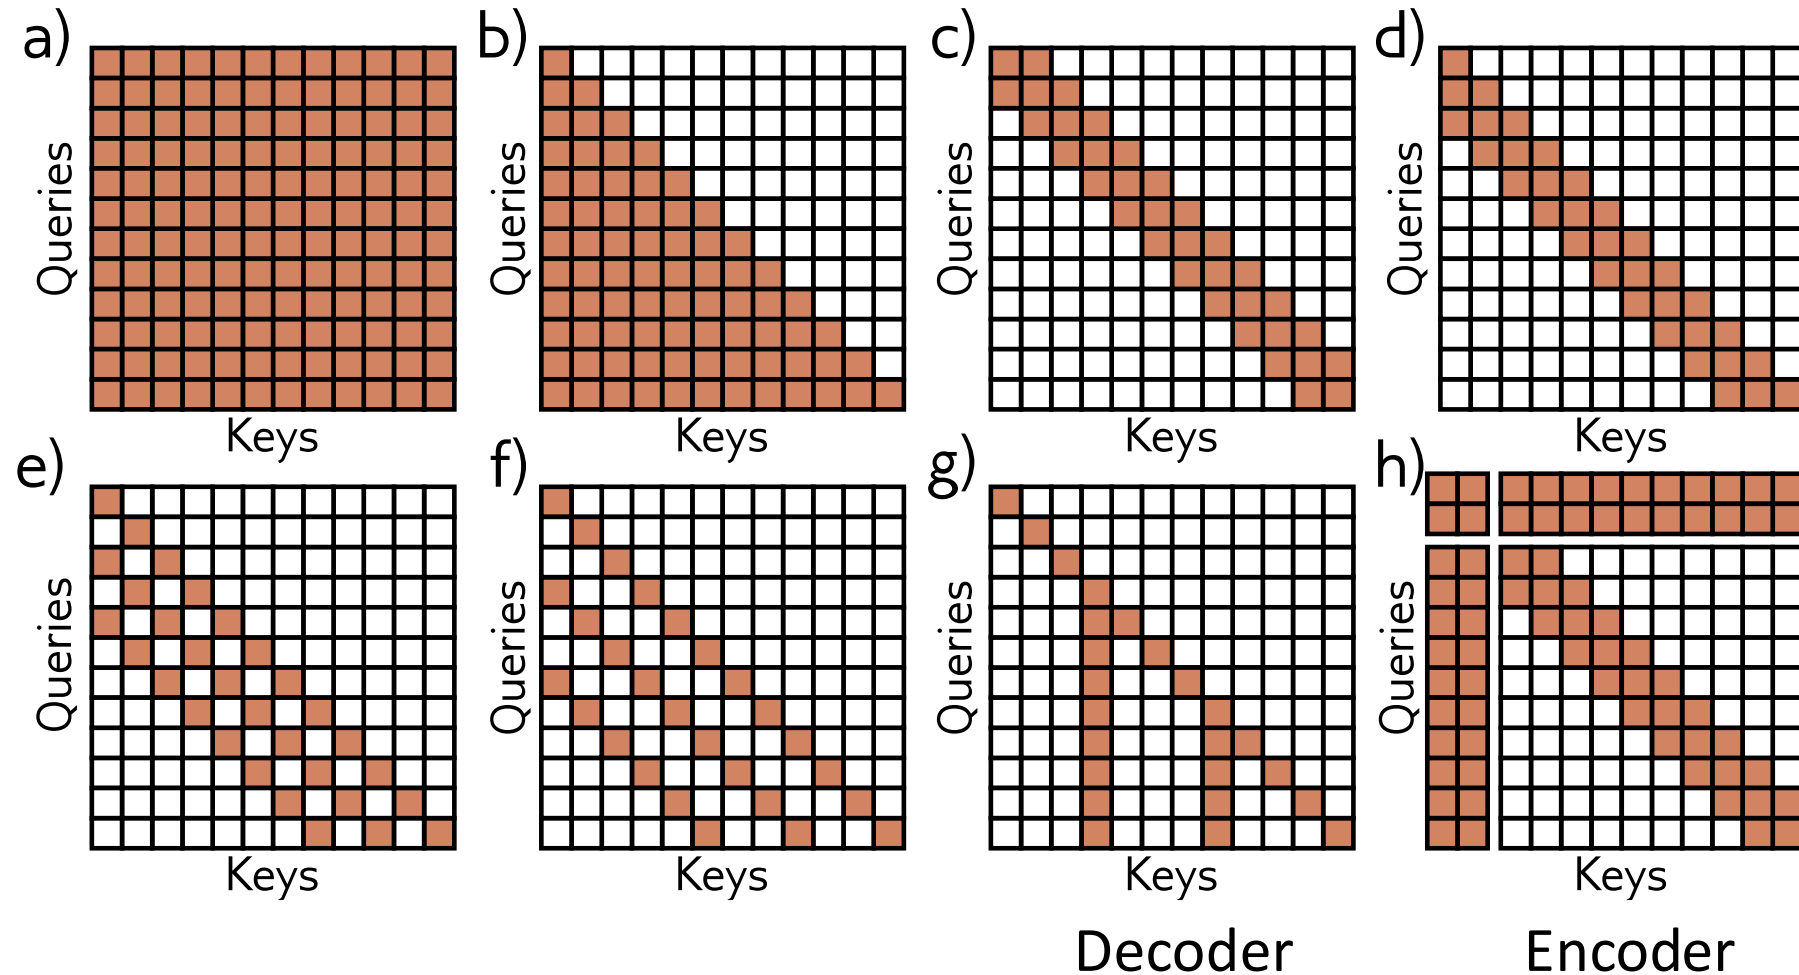 a)
b)
c)
d)
Queries
Queries
Queries
Queries
Keys
Keys
Keys
Keys
e)
f)
g)
h)
Queries
Queries
Queries
Queries
Keys
Keys
Keys
Keys
Decoder
Encoder